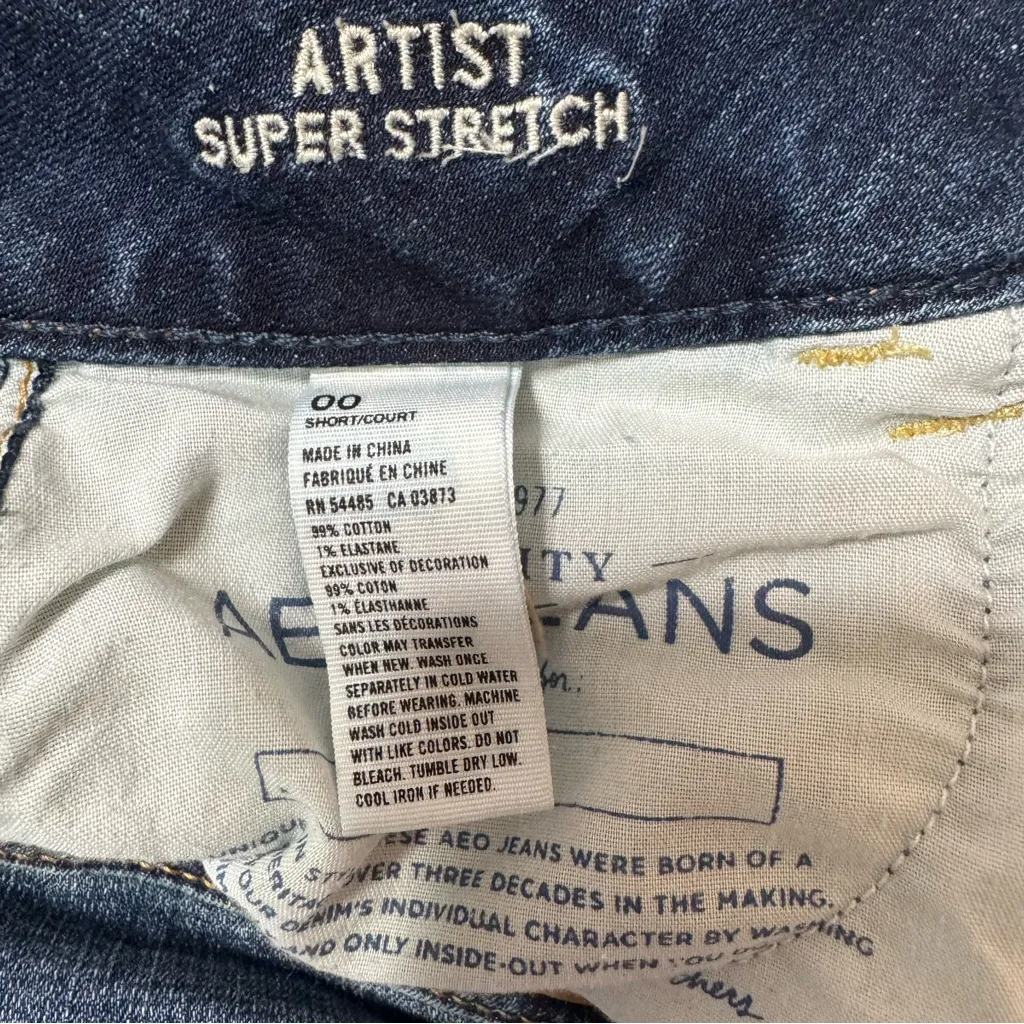 ARTIST
SUPER STRETCH
00
SHORT/COURT
MADE IN CHINA
FABRIQUÉ EN CHINE
RN 54485 CA 03873
99% COTTON
1% ELASTANE
EXCLUSIVE OF DECORATION
99% COTON
1% ÉLASTHANNE
SANS LES DÉCORATIONS
COLOR MAY TRANSFER
WHEN NEW. WASH ONCE
SEPARATELY IN COLD WATER
BEFORE WEARING. MACHINE
WASH COLD INSIDE OUT
WITH LIKE COLORS. DO NOT
BLEACH. TUMBLE DRY LOW.
COOL IRON IF NEEDED.
977
ITY
AE EANS
ESE AEO JEANS WERE BORN OF A
VER THREE DECADES IN THE MAKING.
OUR DENIM'S INDIVIDUAL CHARACTER BY WASHING
AND ONLY INSIDE-OUT WHEN YOU